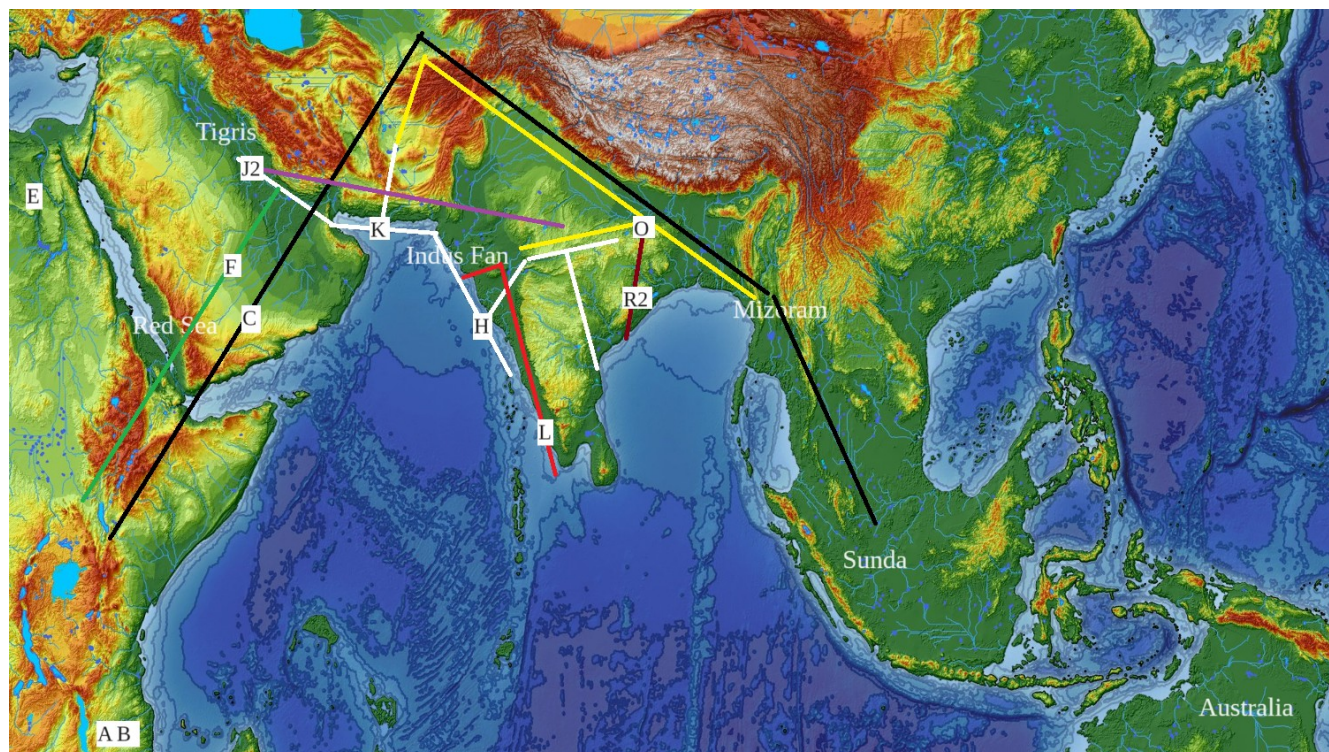 Tigris
J2
E
K
O
Indus Fan
F
R2
Mizoram
Red Sea
C
H
L
Sunda
Australia
A B